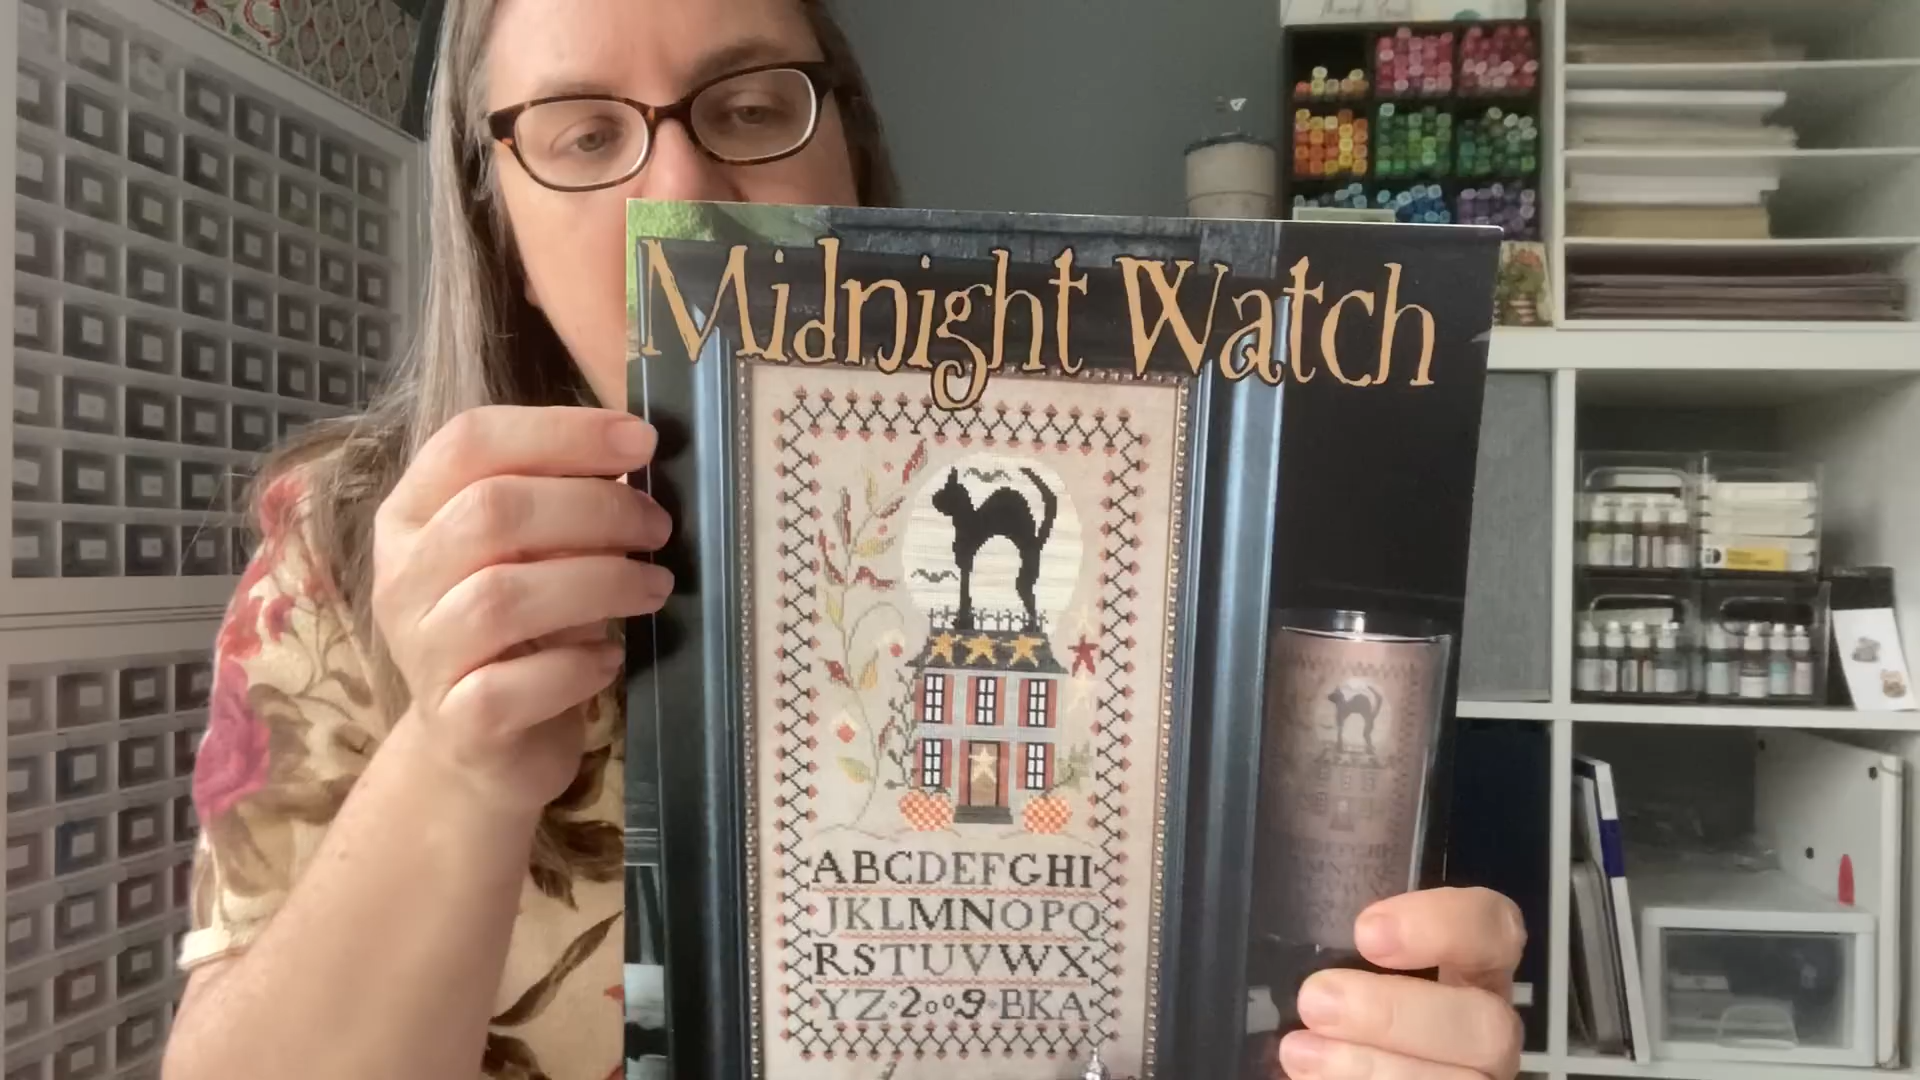 Midnight Watch
ABCDEFGHI
JKLMNOPQ
RSTUVWX
YZ·2009·BKA